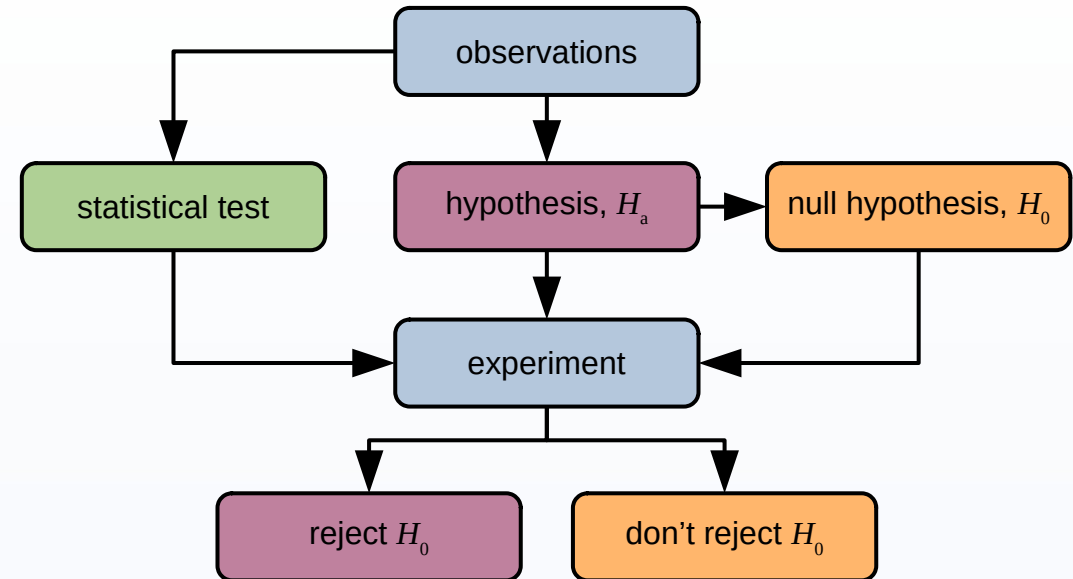 observations
statistical test
hypothesis, Hₐ
null hypothesis, H₀
experiment
reject H₀
don’t reject H₀